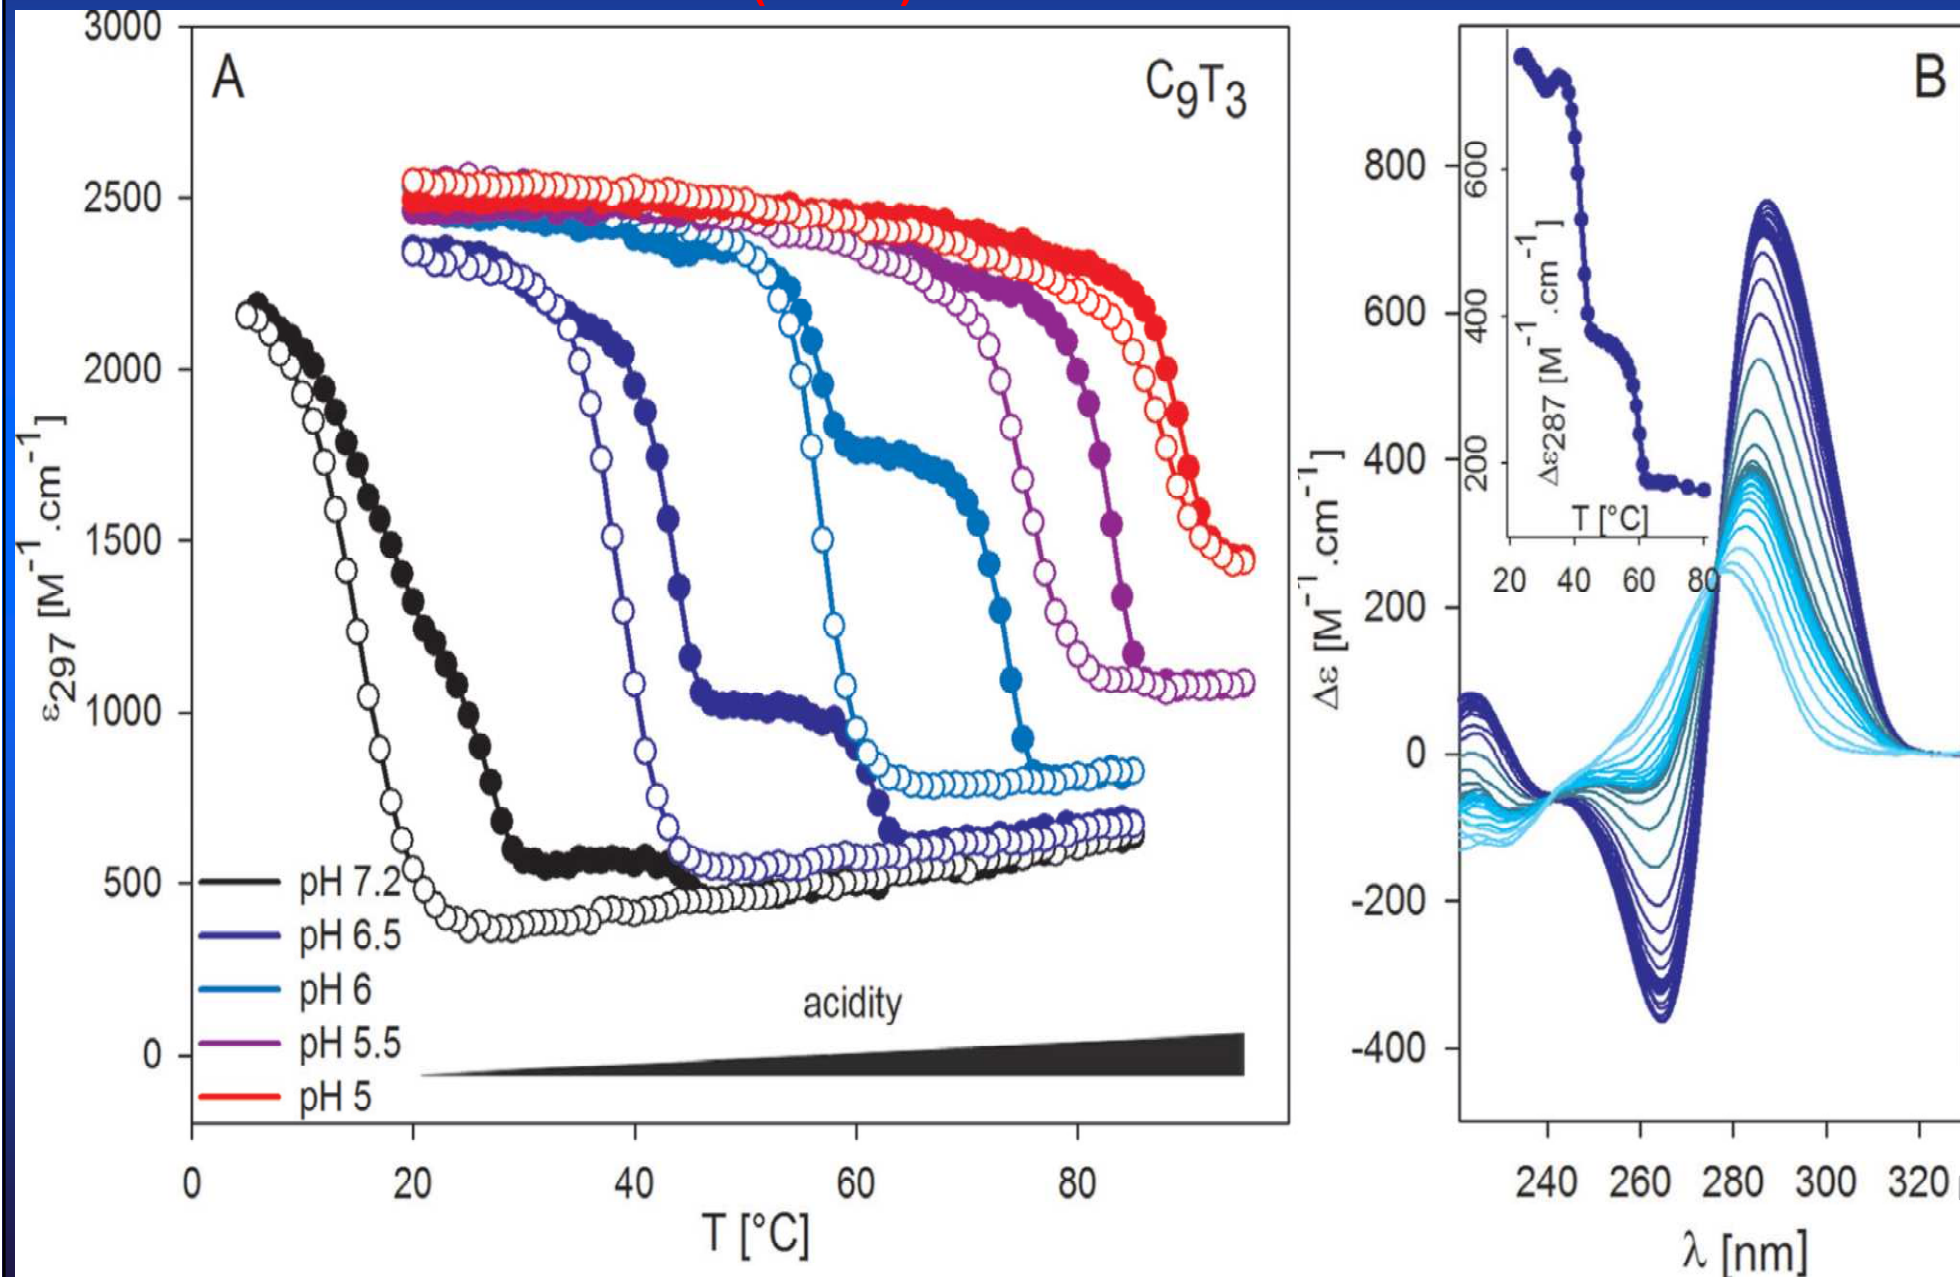 A
C9T3
3000
2500
2000
1500
1000
500
0
ε297 [M-1.cm-1]
pH 7.2
pH 6.5
pH 6
pH 5.5
pH 5
acidity
0 20 40 60 80
T [°C]
B
800
600
400
200
0
-200
-400
Δε [M-1.cm-1]
600
400
200
Δε287 [M-1.cm-1]
T [°C]
20 40 60 80
240 260 280 300 320
λ [nm]